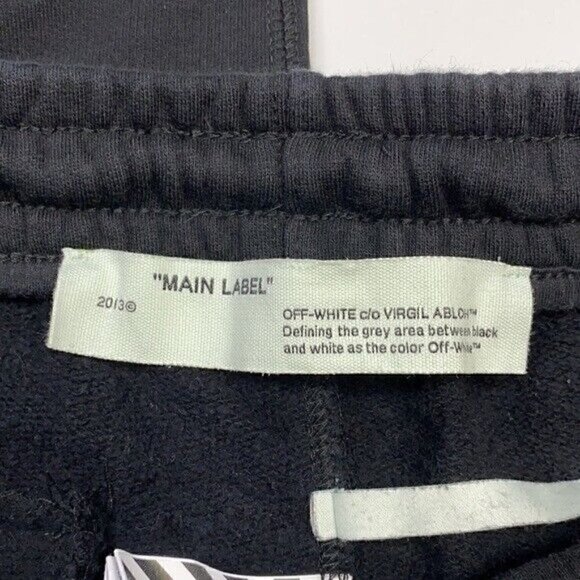 "MAIN LABEL"
2013©
OFF-WHITE c/o VIRGIL ABLOH™
Defining the grey area between black
and white as the color Off-White™